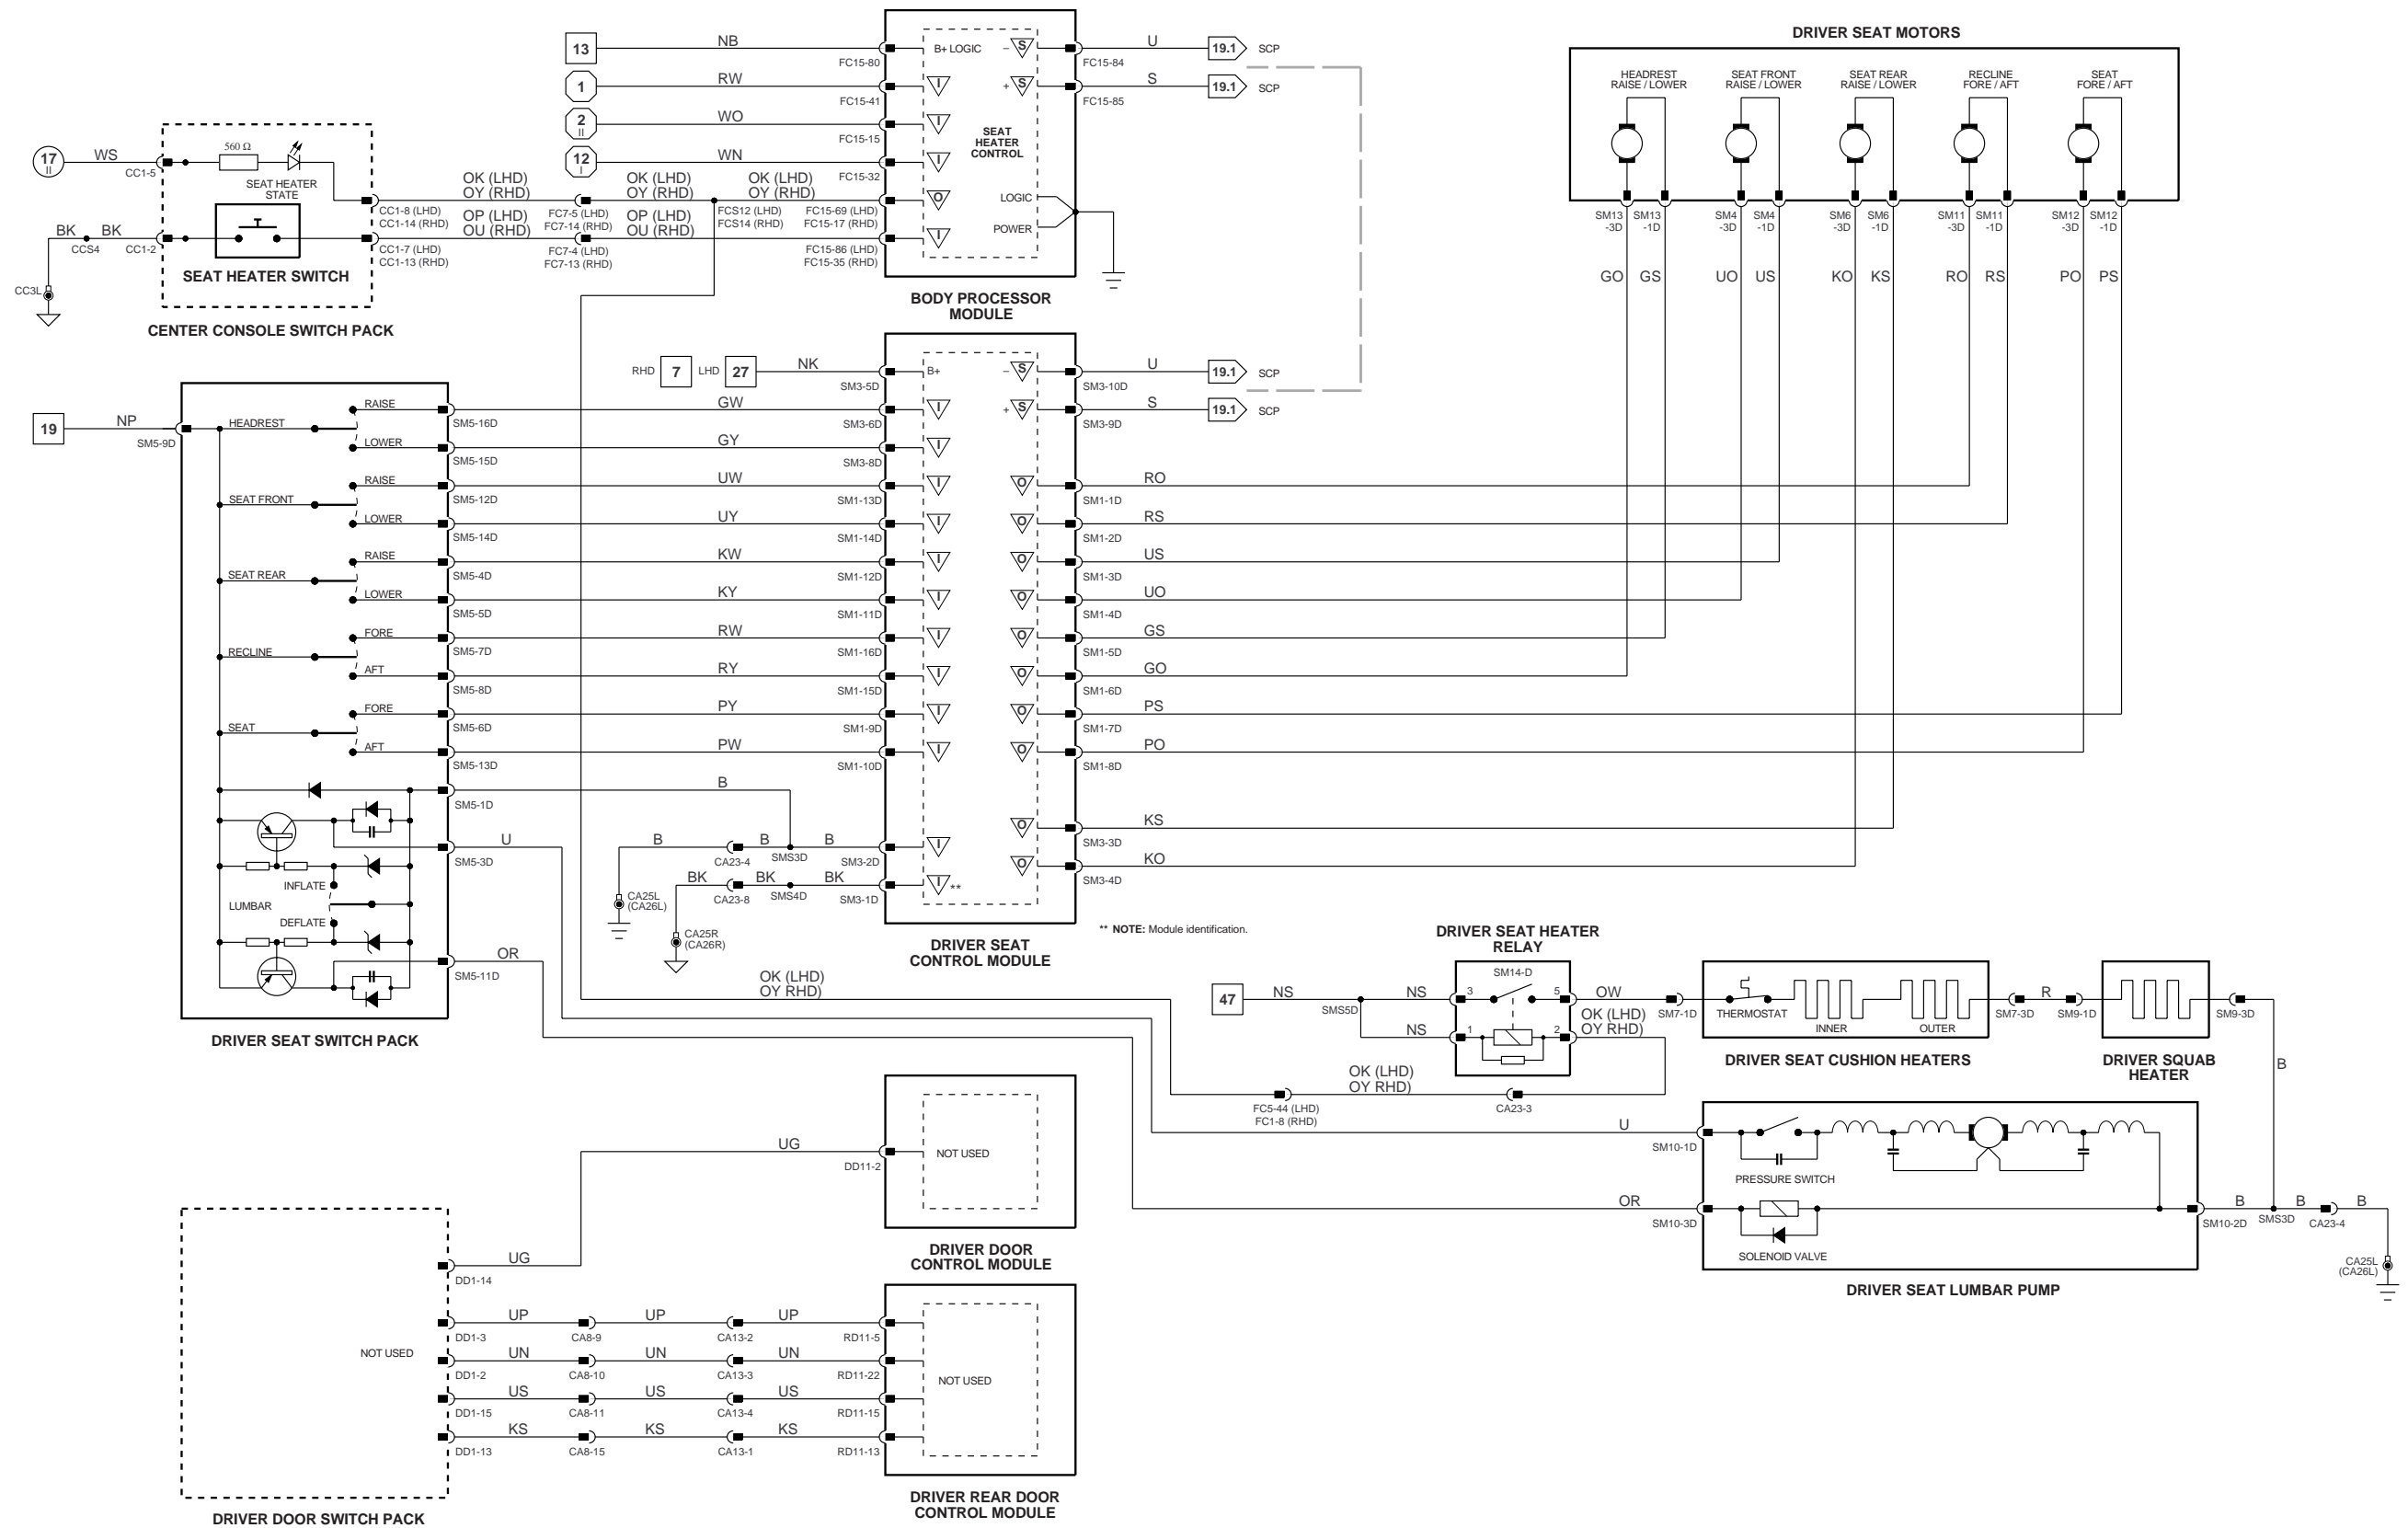 13
NB
FC15-80
1
RW
FC15-41
2
II
WO
FC15-15
12
I
WN
FC15-32
B+ LOGIC
SEAT
HEATER
CONTROL
LOGIC
POWER
I
I
I
O
I
– S
+ S
U
FC15-84
19.1
SCP
S
FC15-85
19.1
SCP
BODY PROCESSOR
MODULE
17
II
WS
CC1-5
560 Ω
SEAT HEATER
STATE
BK
BK
CCS4
CC1-2
CC3L
SEAT HEATER SWITCH
CENTER CONSOLE SWITCH PACK
CC1-8 (LHD)
CC1-14 (RHD)
CC1-7 (LHD)
CC1-13 (RHD)
OK (LHD)
OY (RHD)
OP (LHD)
OU (RHD)
FC7-5 (LHD)
FC7-14 (RHD)
FC7-4 (LHD)
FC7-13 (RHD)
OK (LHD)
OY (RHD)
OP (LHD)
OU (RHD)
OK (LHD)
OY (RHD)
FCS12 (LHD)
FCS14 (RHD)
FC15-69 (LHD)
FC15-17 (RHD)
FC15-86 (LHD)
FC15-35 (RHD)
DRIVER SEAT MOTORS
HEADREST
RAISE / LOWER
SEAT FRONT
RAISE / LOWER
SEAT REAR
RAISE / LOWER
RECLINE
FORE / AFT
SEAT
FORE / AFT
SM13
-3D
SM13
-1D
SM4
-3D
SM4
-1D
SM6
-3D
SM6
-1D
SM11
-3D
SM11
-1D
SM12
-3D
SM12
-1D
GO
GS
UO
US
KO
KS
RO
RS
PO
PS
RHD
7
LHD
27
NK
SM3-5D
B+
– S
U
SM3-10D
19.1
SCP
+ S
S
SM3-9D
19.1
SCP
19
NP
SM5-9D
HEADREST
RAISE
SM5-16D
GW
SM3-6D
I
LOWER
SM5-15D
GY
SM3-8D
I
SEAT FRONT
RAISE
SM5-12D
UW
SM1-13D
I
O
SM1-1D
RO
LOWER
SM5-14D
UY
SM1-14D
I
O
SM1-2D
RS
SEAT REAR
RAISE
SM5-4D
KW
SM1-12D
I
O
SM1-3D
US
LOWER
SM5-5D
KY
SM1-11D
I
O
SM1-4D
UO
RECLINE
FORE
SM5-7D
RW
SM1-16D
I
O
SM1-5D
GS
AFT
SM5-8D
RY
SM1-15D
I
O
SM1-6D
GO
SEAT
FORE
SM5-6D
PY
SM1-9D
I
O
SM1-7D
PS
AFT
SM5-13D
PW
SM1-10D
I
O
SM1-8D
PO
SM5-1D
B
O
SM3-3D
KS
SM5-3D
U
B
CA23-4
B
SMS3D
B
SM3-2D
I
O
SM3-4D
KO
BK
CA23-8
BK
SMS4D
BK
SM3-1D
I **
CA25L
(CA26L)
CA25R
(CA26R)
INFLATE
LUMBAR
DEFLATE
SM5-11D
OR
DRIVER SEAT SWITCH PACK
DRIVER SEAT
CONTROL MODULE
** NOTE: Module identification.
OK (LHD)
OY RHD)
DRIVER SEAT HEATER
RELAY
SM14-D
47
NS
SMS5D
NS
NS
3
5
1
2
OW
OK (LHD)
OY RHD)
OK (LHD)
OY RHD)
FC5-44 (LHD)
FC1-8 (RHD)
CA23-3
SM7-1D
THERMOSTAT
INNER
OUTER
DRIVER SEAT CUSHION HEATERS
SM7-3D
R
SM9-1D
DRIVER SQUAB
HEATER
SM9-3D
B
U
SM10-1D
PRESSURE SWITCH
OR
SM10-3D
SOLENOID VALVE
SM10-2D
B
SMS3D
B
CA23-4
B
CA25L
(CA26L)
DRIVER SEAT LUMBAR PUMP
UG
DD11-2
NOT USED
DRIVER DOOR
CONTROL MODULE
UG
DD1-14
NOT USED
UP
DD1-3
CA8-9
UP
CA13-2
UP
RD11-5
UN
DD1-2
CA8-10
UN
CA13-3
UN
RD11-22
US
DD1-15
CA8-11
US
CA13-4
US
RD11-15
KS
DD1-13
CA8-15
KS
CA13-1
KS
RD11-13
NOT USED
DRIVER REAR DOOR
CONTROL MODULE
DRIVER DOOR SWITCH PACK